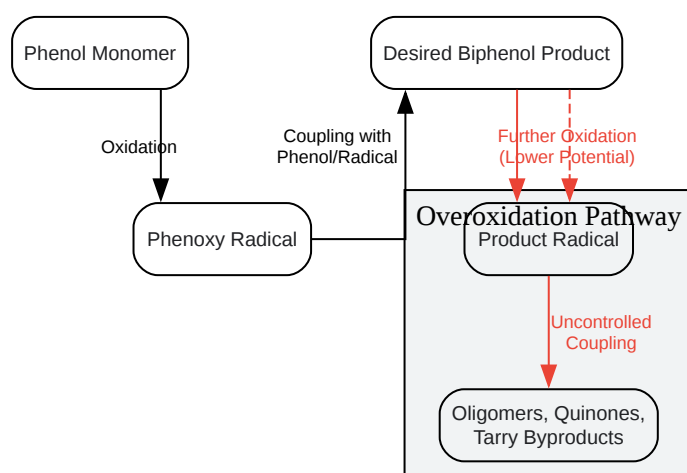 Phenol Monomer
Desired Biphenol Product
Oxidation
Coupling with
Phenol/Radical
Further Oxidation
(Lower Potential)
Overoxidation Pathway
Phenoxy Radical
Product Radical
Uncontrolled
Coupling
Oligomers, Quinones,
Tarry Byproducts